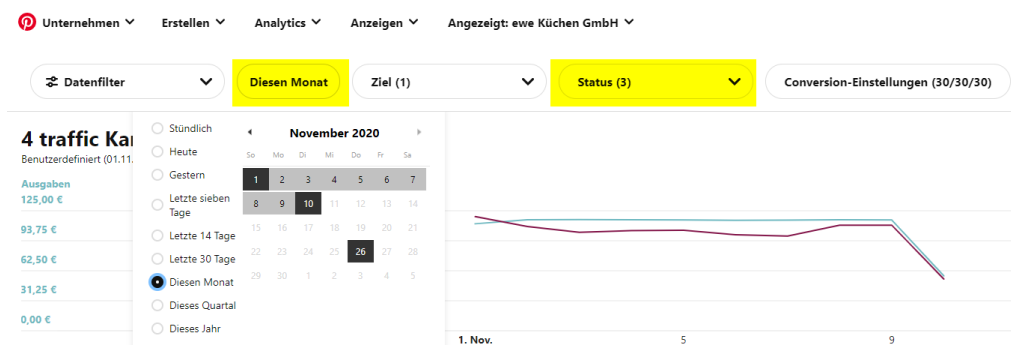 Unternehmen Erstellen Analytics Anzeigen Angezeigt: ewe Küchen GmbH
Datenfilter Diesen Monat Ziel (1) Status (3) Conversion-Einstellungen (30/30/30)
4 traffic Ka
Benutzerdefiniert (01.11.
Ausgaben
125,00 €
93,75 €
62,50 €
31,25 €
0,00 €
Stündlich
Heute
Gestern
Letzte sieben
Tage
Letzte 14 Tage
Letzte 30 Tage
Diesen Monat
Dieses Quartal
Dieses Jahr
November 2020
So Mo Di Mi Do Fr Sa
1 2 3 4 5 6 7
8 9 10 11 12 13 14
15 16 17 18 19 20 21
22 23 24 25 26 27 28
29 30 1 2 3 4 5
1. Nov. 5 9